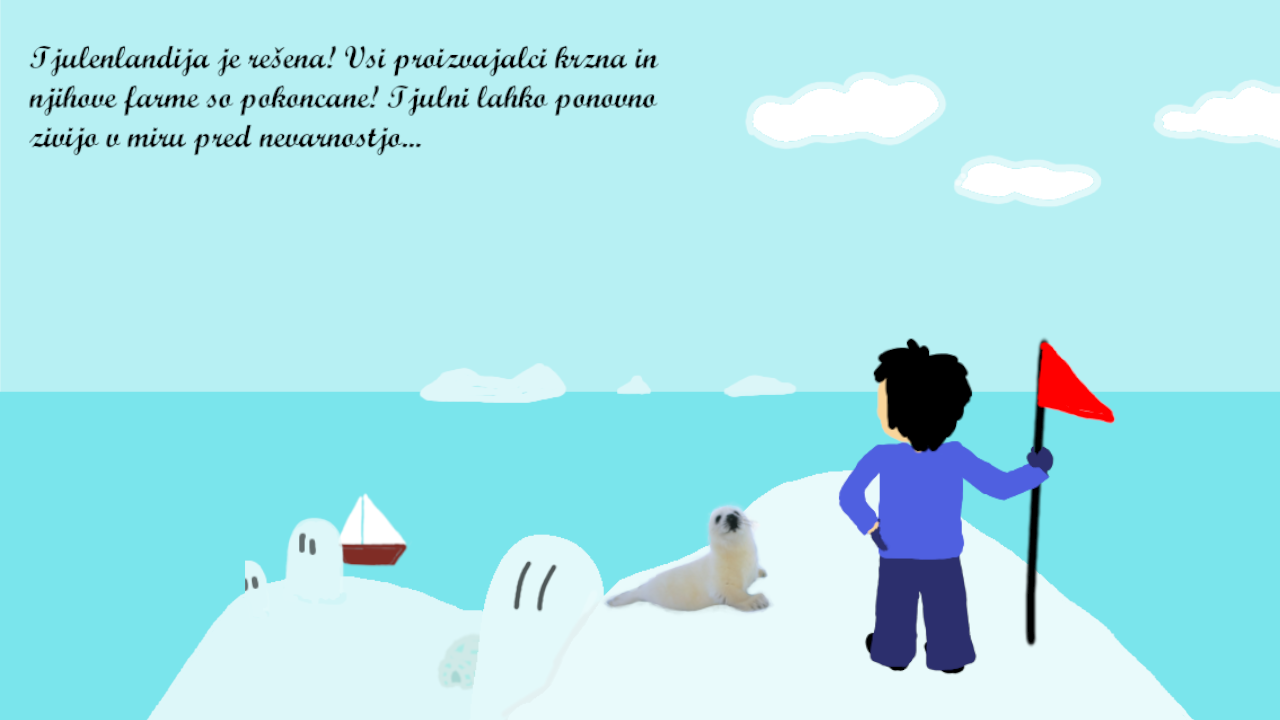 Tjulenlandija je rešena! Vsi proizvajalci krzna in
njihove farme so pokoncane! Tjulni lahko ponovno
zivijo v miru pred nevarnostjo...